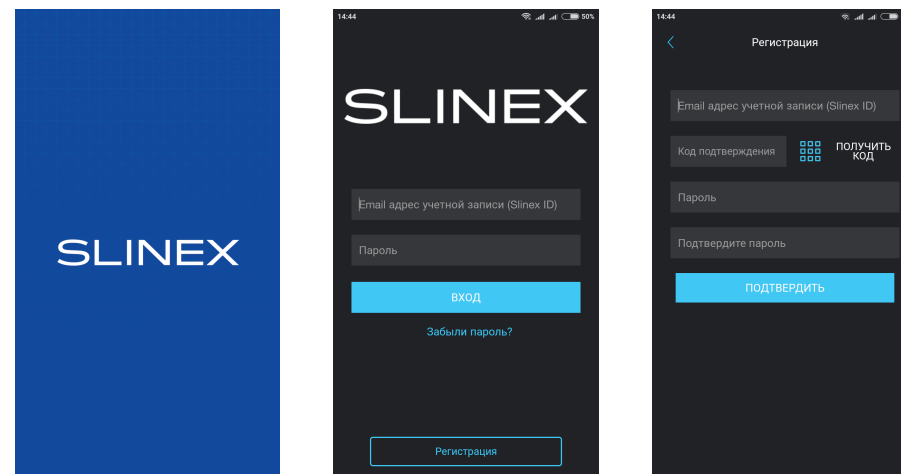 SLINEX
14:44
50%
SLINEX
Email адрес учетной записи (Slinex ID)
Пароль
ВХОД
Забыли пароль?
Регистрация
14:44
Регистрация
Email адрес учетной записи (Slinex ID)
Код подтверждения
ПОЛУЧИТЬ
КОД
Пароль
Подтвердите пароль
ПОДТВЕРДИТЬ